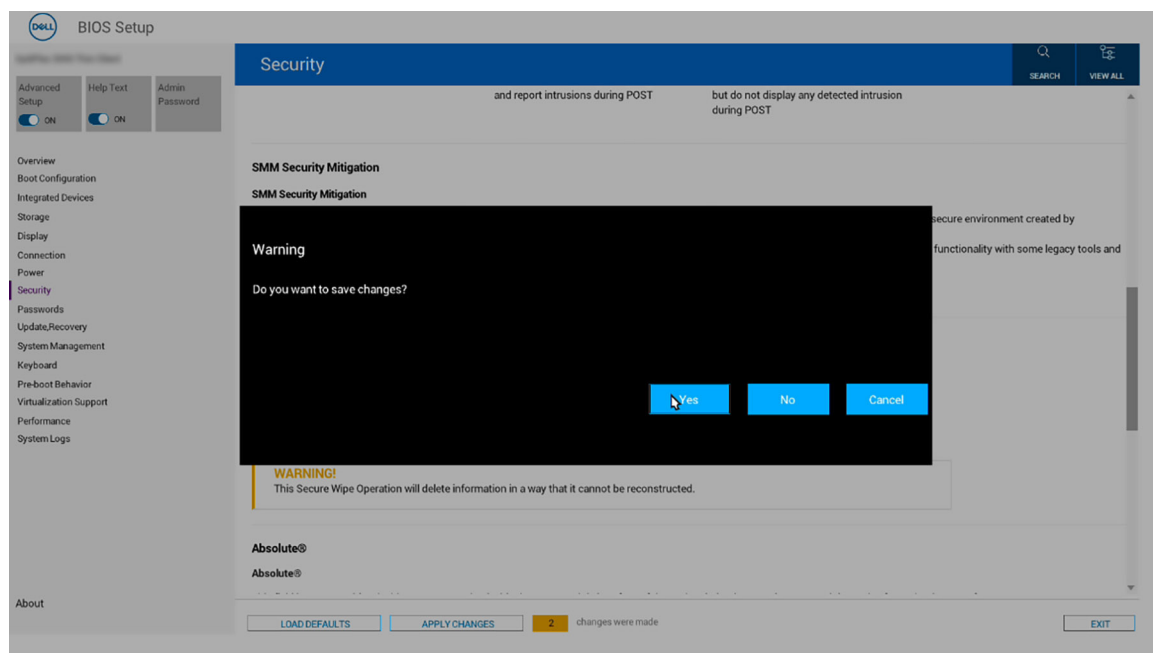 DELL
BIOS Setup
Security
SEARCH
VIEW ALL
Advanced
Setup
ON
Help Text
ON
Admin
Password
Overview
Boot Configuration
Integrated Devices
Storage
Display
Connection
Power
Security
Passwords
Update,Recovery
System Management
Keyboard
Pre-boot Behavior
Virtualization Support
Performance
System Logs
About
and report intrusions during POST
but do not display any detected intrusion
during POST
SMM Security Mitigation
SMM Security Mitigation
secure environment created by
functionality with some legacy tools and
Warning
Do you want to save changes?
Yes
No
Cancel
WARNING!
This Secure Wipe Operation will delete information in a way that it cannot be reconstructed.
Absolute®
Absolute®
LOAD DEFAULTS
APPLY CHANGES
2
changes were made
EXIT